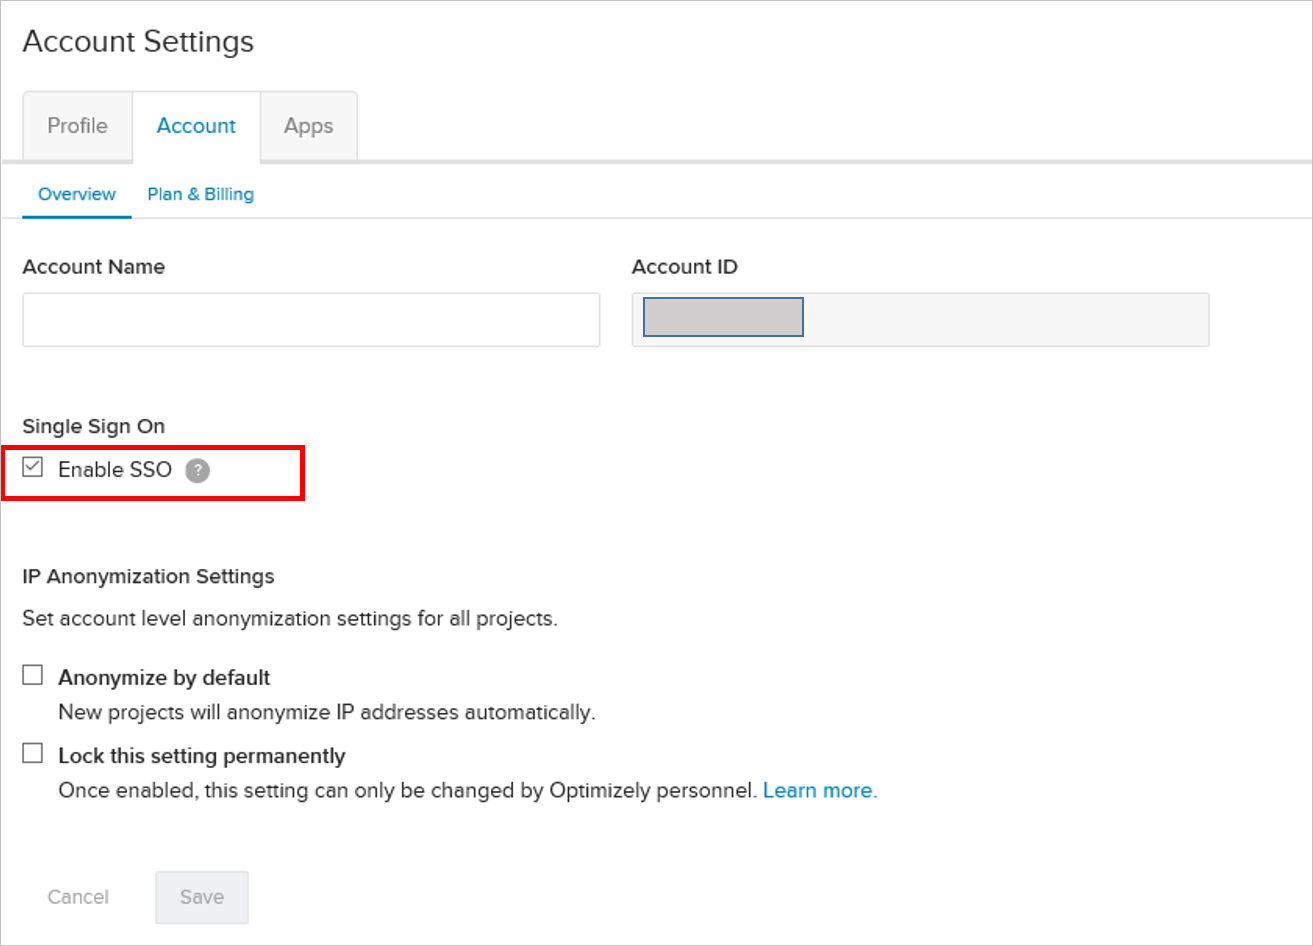 Account Settings
Profile Account Apps
Overview Plan & Billing
Account Name Account ID
Single Sign On
Enable SSO ?
IP Anonymization Settings
Set account level anonymization settings for all projects.
Anonymize by default
New projects will anonymize IP addresses automatically.
Lock this setting permanently
Once enabled, this setting can only be changed by Optimizely personnel. Learn more.
Cancel Save